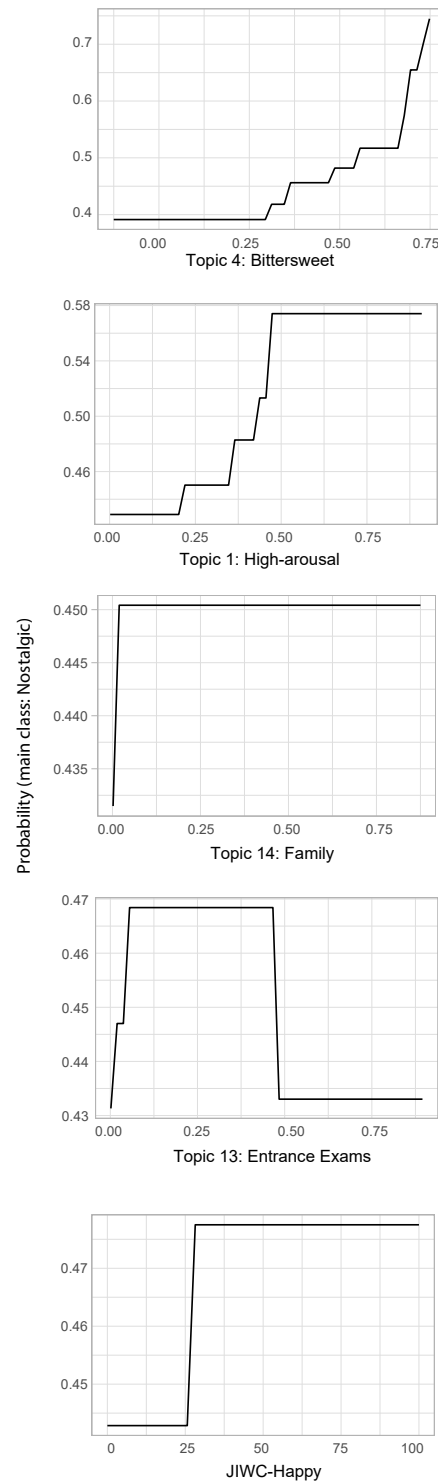 0.7
0.6
0.5
0.4
0.00 0.25 0.50 0.75
Topic 4: Bittersweet
0.58
0.54
0.50
0.46
0.00 0.25 0.50 0.75
Topic 1: High-arousal
Probability (main class: Nostalgic)
0.450
0.445
0.440
0.435
0.00 0.25 0.50 0.75
Topic 14: Family
0.47
0.46
0.45
0.44
0.43
0.00 0.25 0.50 0.75
Topic 13: Entrance Exams
0.47
0.46
0.45
0 25 50 75 100
JIWC-Happy